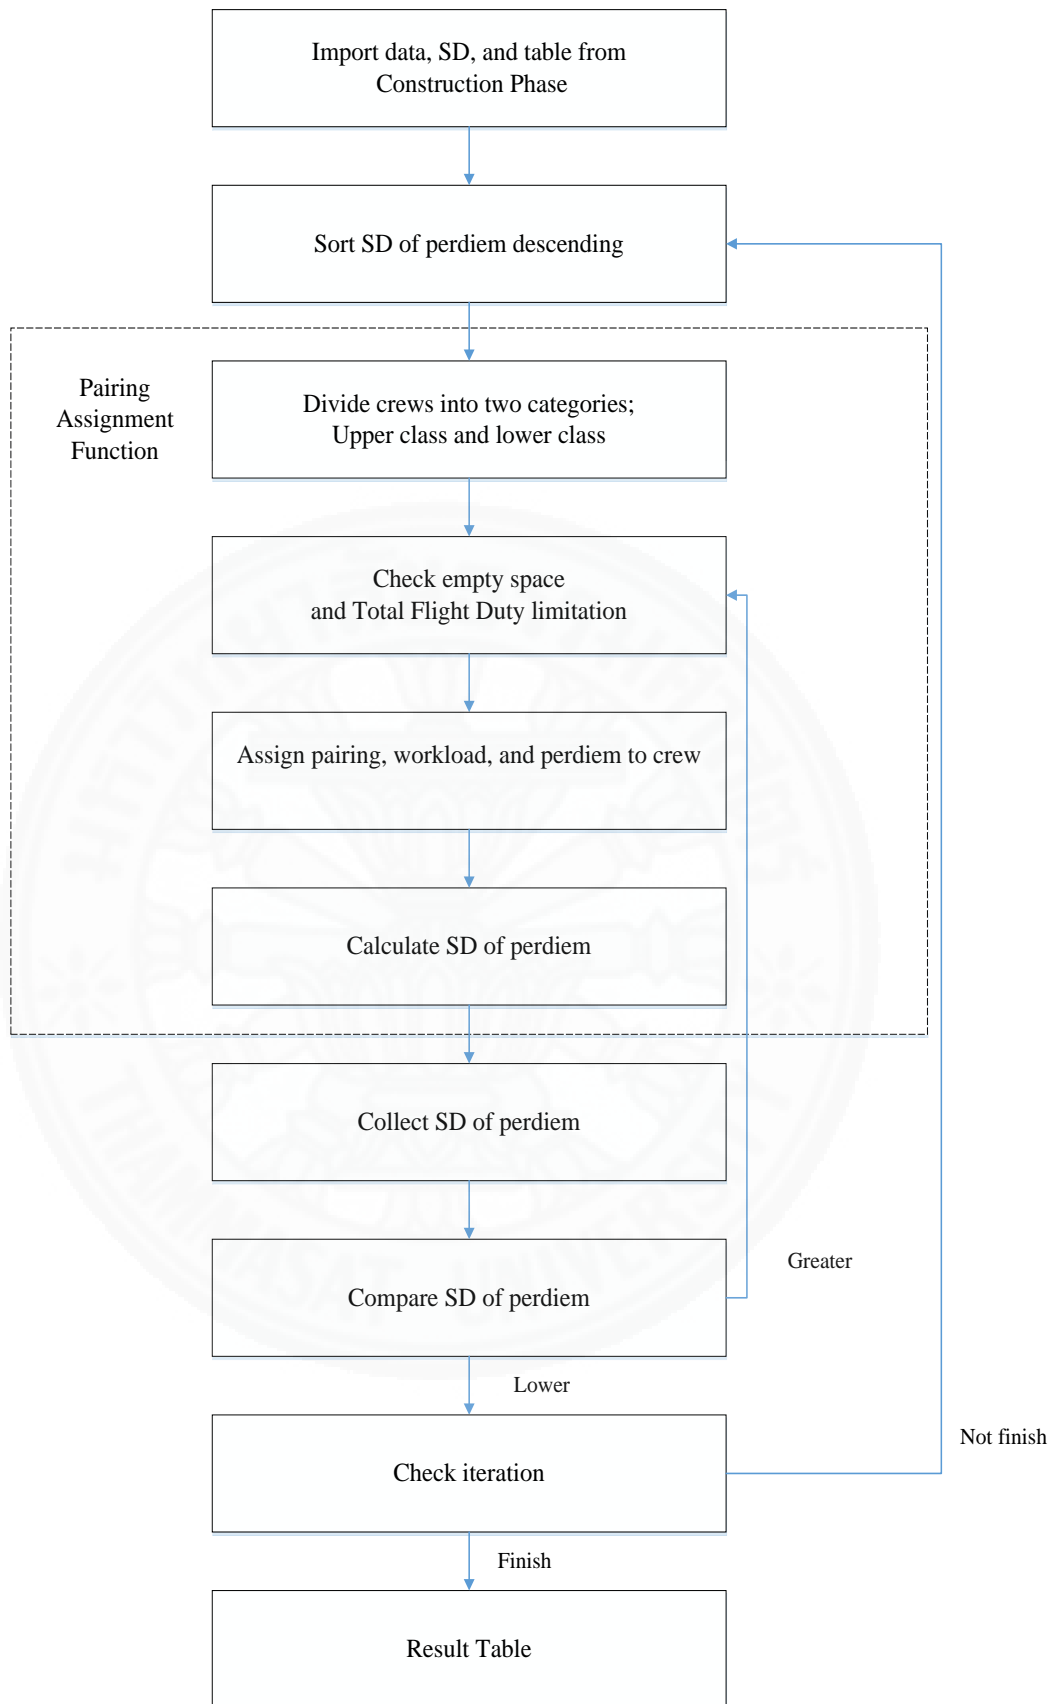 Import data, SD, and table from
Construction Phase
Sort SD of perdiem descending
Pairing
Assignment
Function
Divide crews into two categories;
Upper class and lower class
Check empty space
and Total Flight Duty limitation
Assign pairing, workload, and perdiem to crew
Calculate SD of perdiem
Collect SD of perdiem
Compare SD of perdiem
Greater
Lower
Check iteration
Not finish
Finish
Result Table
THAMMASAT UNIVERSITY